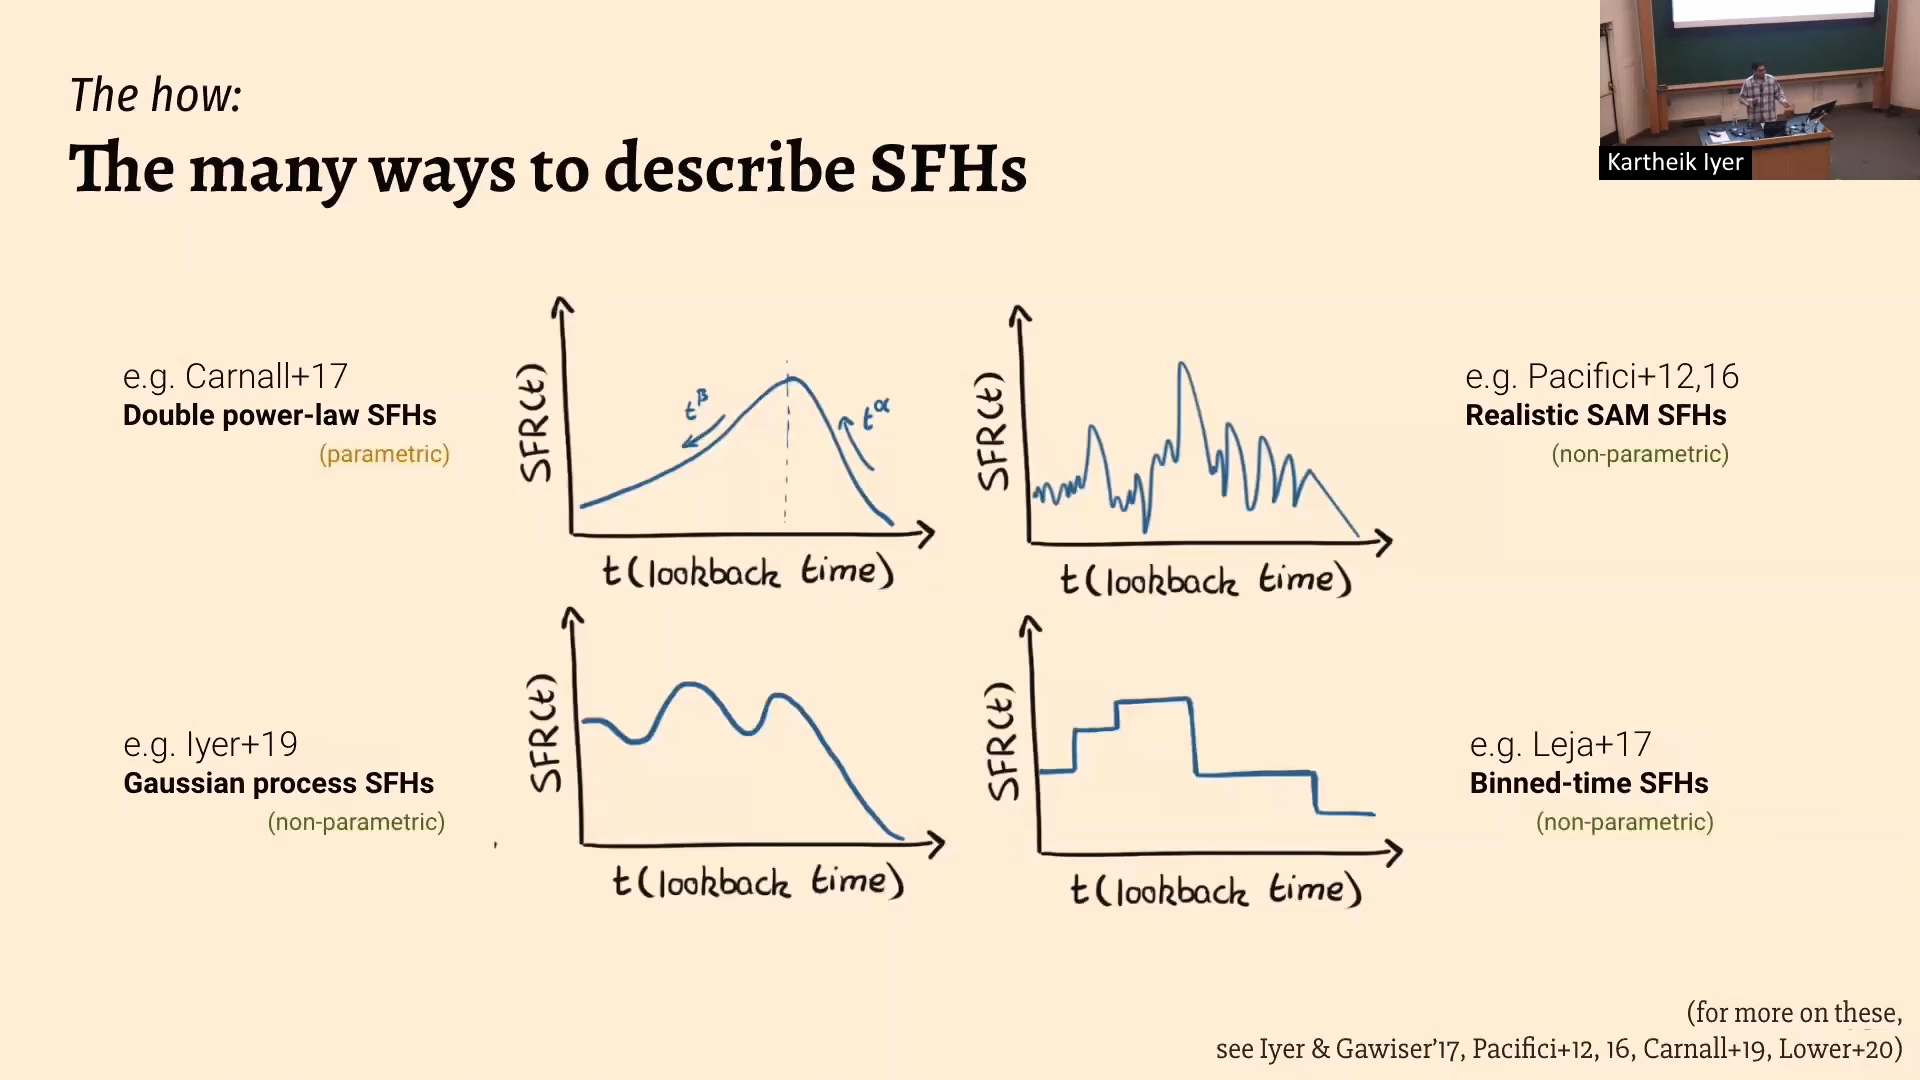 The how:
The many ways to describe SFHs
Kartheik Iyer
e.g. Carnall+17
Double power-law SFHs
(parametric)
SFR(t)
t^β
t^α
t(lookback time)
SFR(t)
t(lookback time)
e.g. Pacifici+12,16
Realistic SAM SFHs
(non-parametric)
e.g. Iyer+19
Gaussian process SFHs
(non-parametric)
SFR(t)
t(lookback time)
SFR(t)
t(lookback time)
e.g. Leja+17
Binned-time SFHs
(non-parametric)
(for more on these,
see Iyer & Gawiser’17, Pacifici+12, 16, Carnall+19, Lower+20)